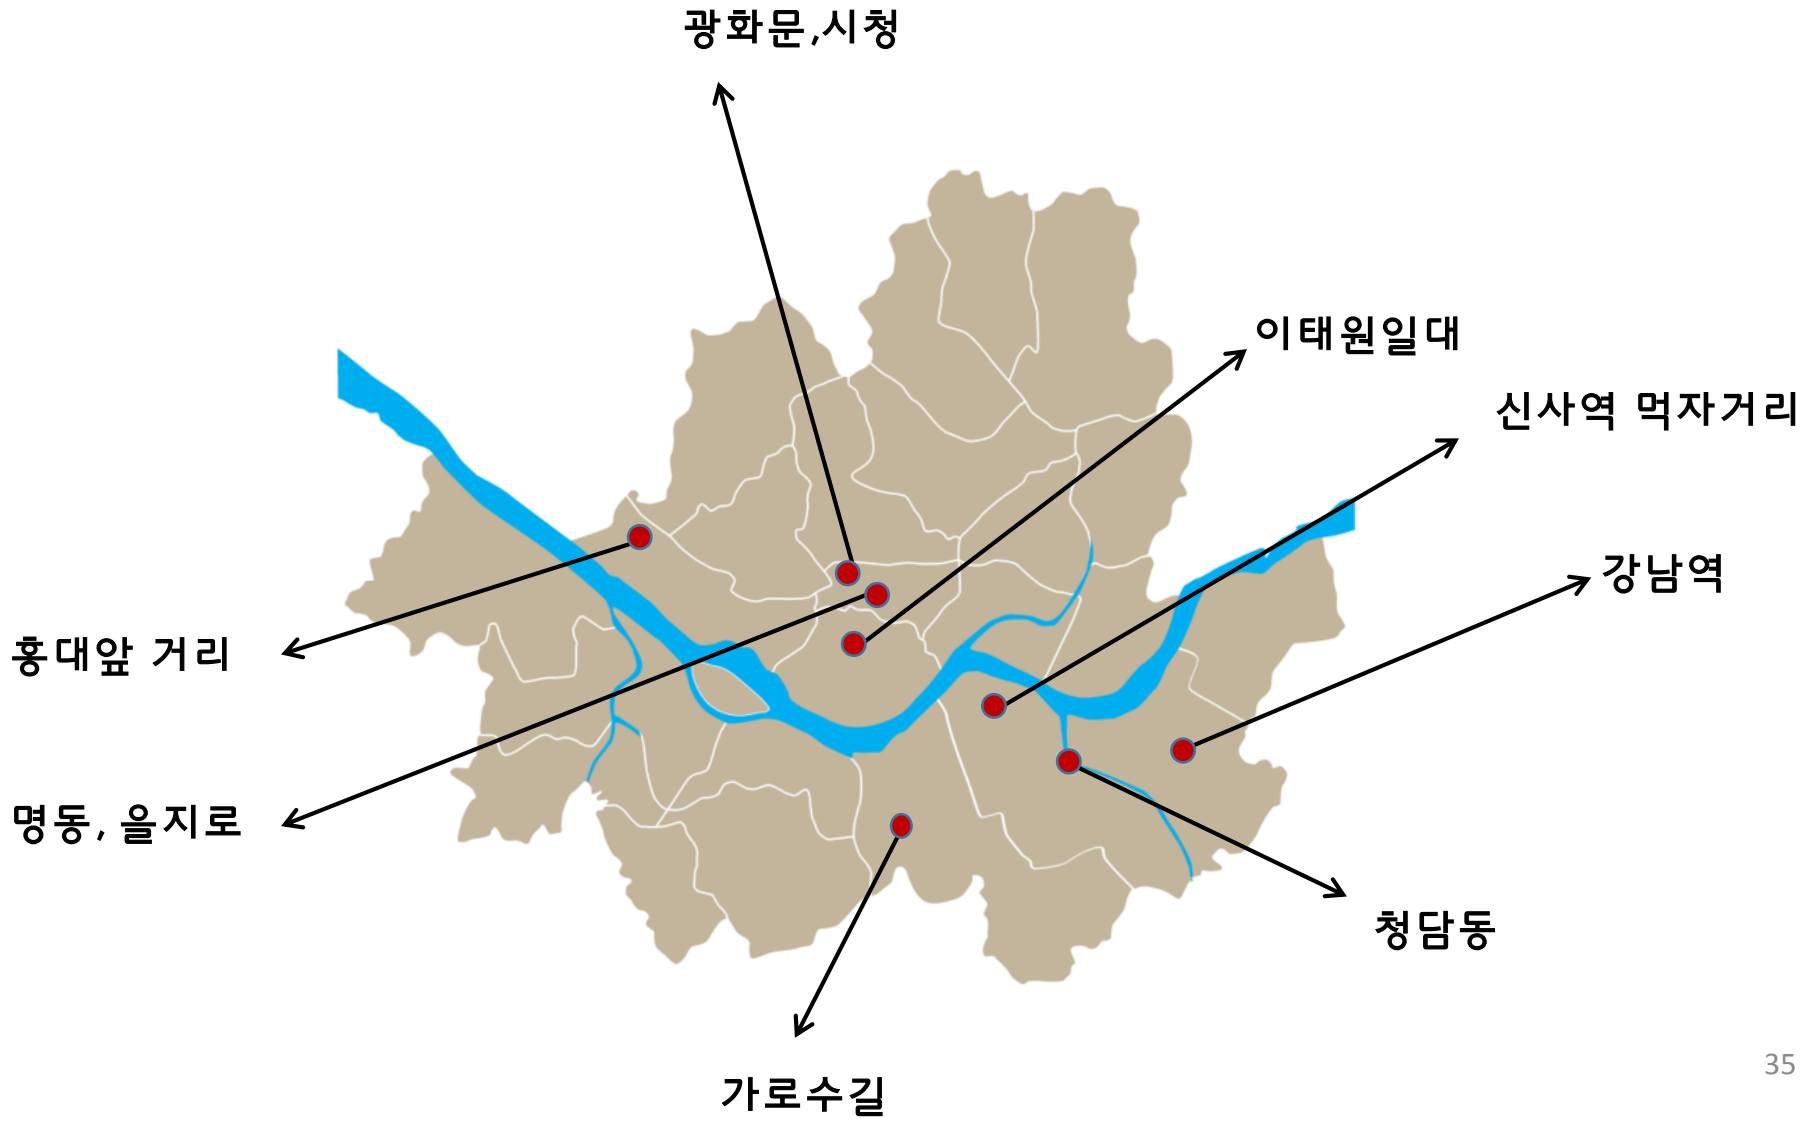 광화문,시청
이태원일대
신사역 먹자거리
강남역
홍대앞 거리
명동, 을지로
청담동
가로수길
35